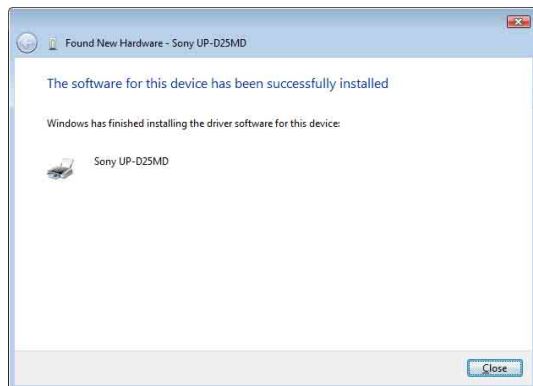 Found New Hardware - Sony UP-D25MD
The software for this device has been successfully installed
Windows has finished installing the driver software for this device:
Sony UP-D25MD
Close